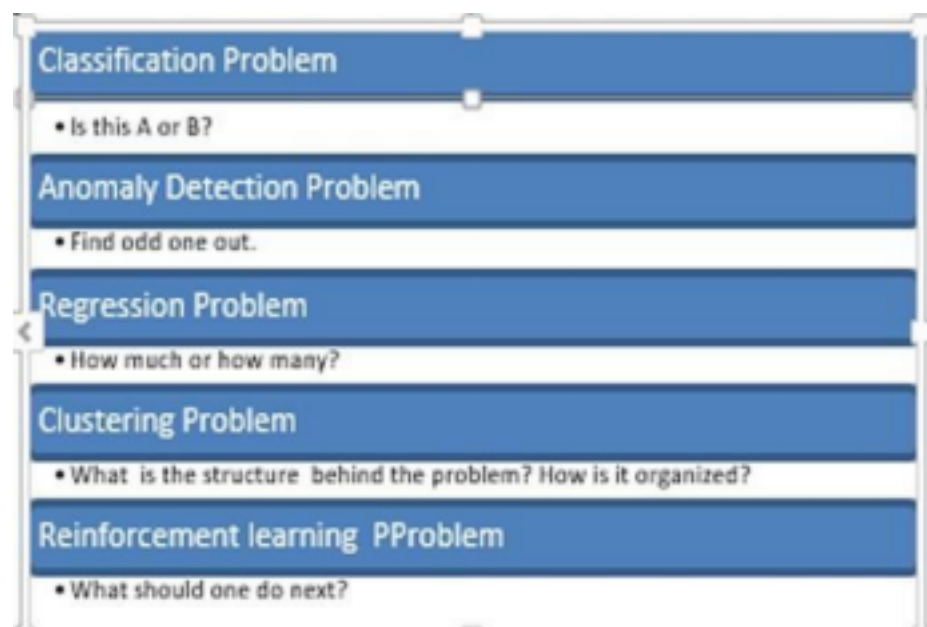 Classification Problem
• Is this A or B?
Anomaly Detection Problem
• Find odd one out.
Regression Problem
• How much or how many?
Clustering Problem
• What is the structure behind the problem? How is it organized?
Reinforcement learning PProblem
• What should one do next?